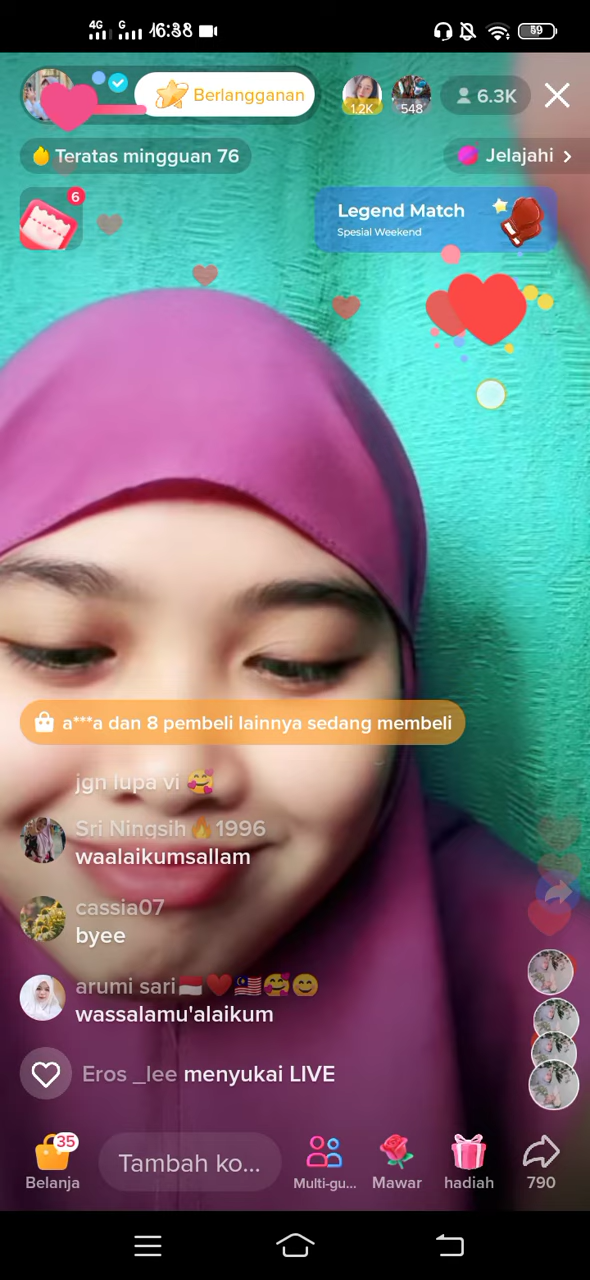 4G G 16:38 59
Berlangganan
1.2K 548 6.3K
Teratas mingguan 76
Jelajahi
6
Legend Match
Spesial Weekend
a***a dan 8 pembeli lainnya sedang membeli
jgn lupa vi 🥰
Sri Ningsih🔥1996
waalaikumsallam
cassia07
byee
arumi sari🇮🇩❤️🇲🇾🥰😊
wassalamu'alaikum
Eros _lee menyukai LIVE
35
Tambah ko...
Belanja Multi-gu... Mawar hadiah 790